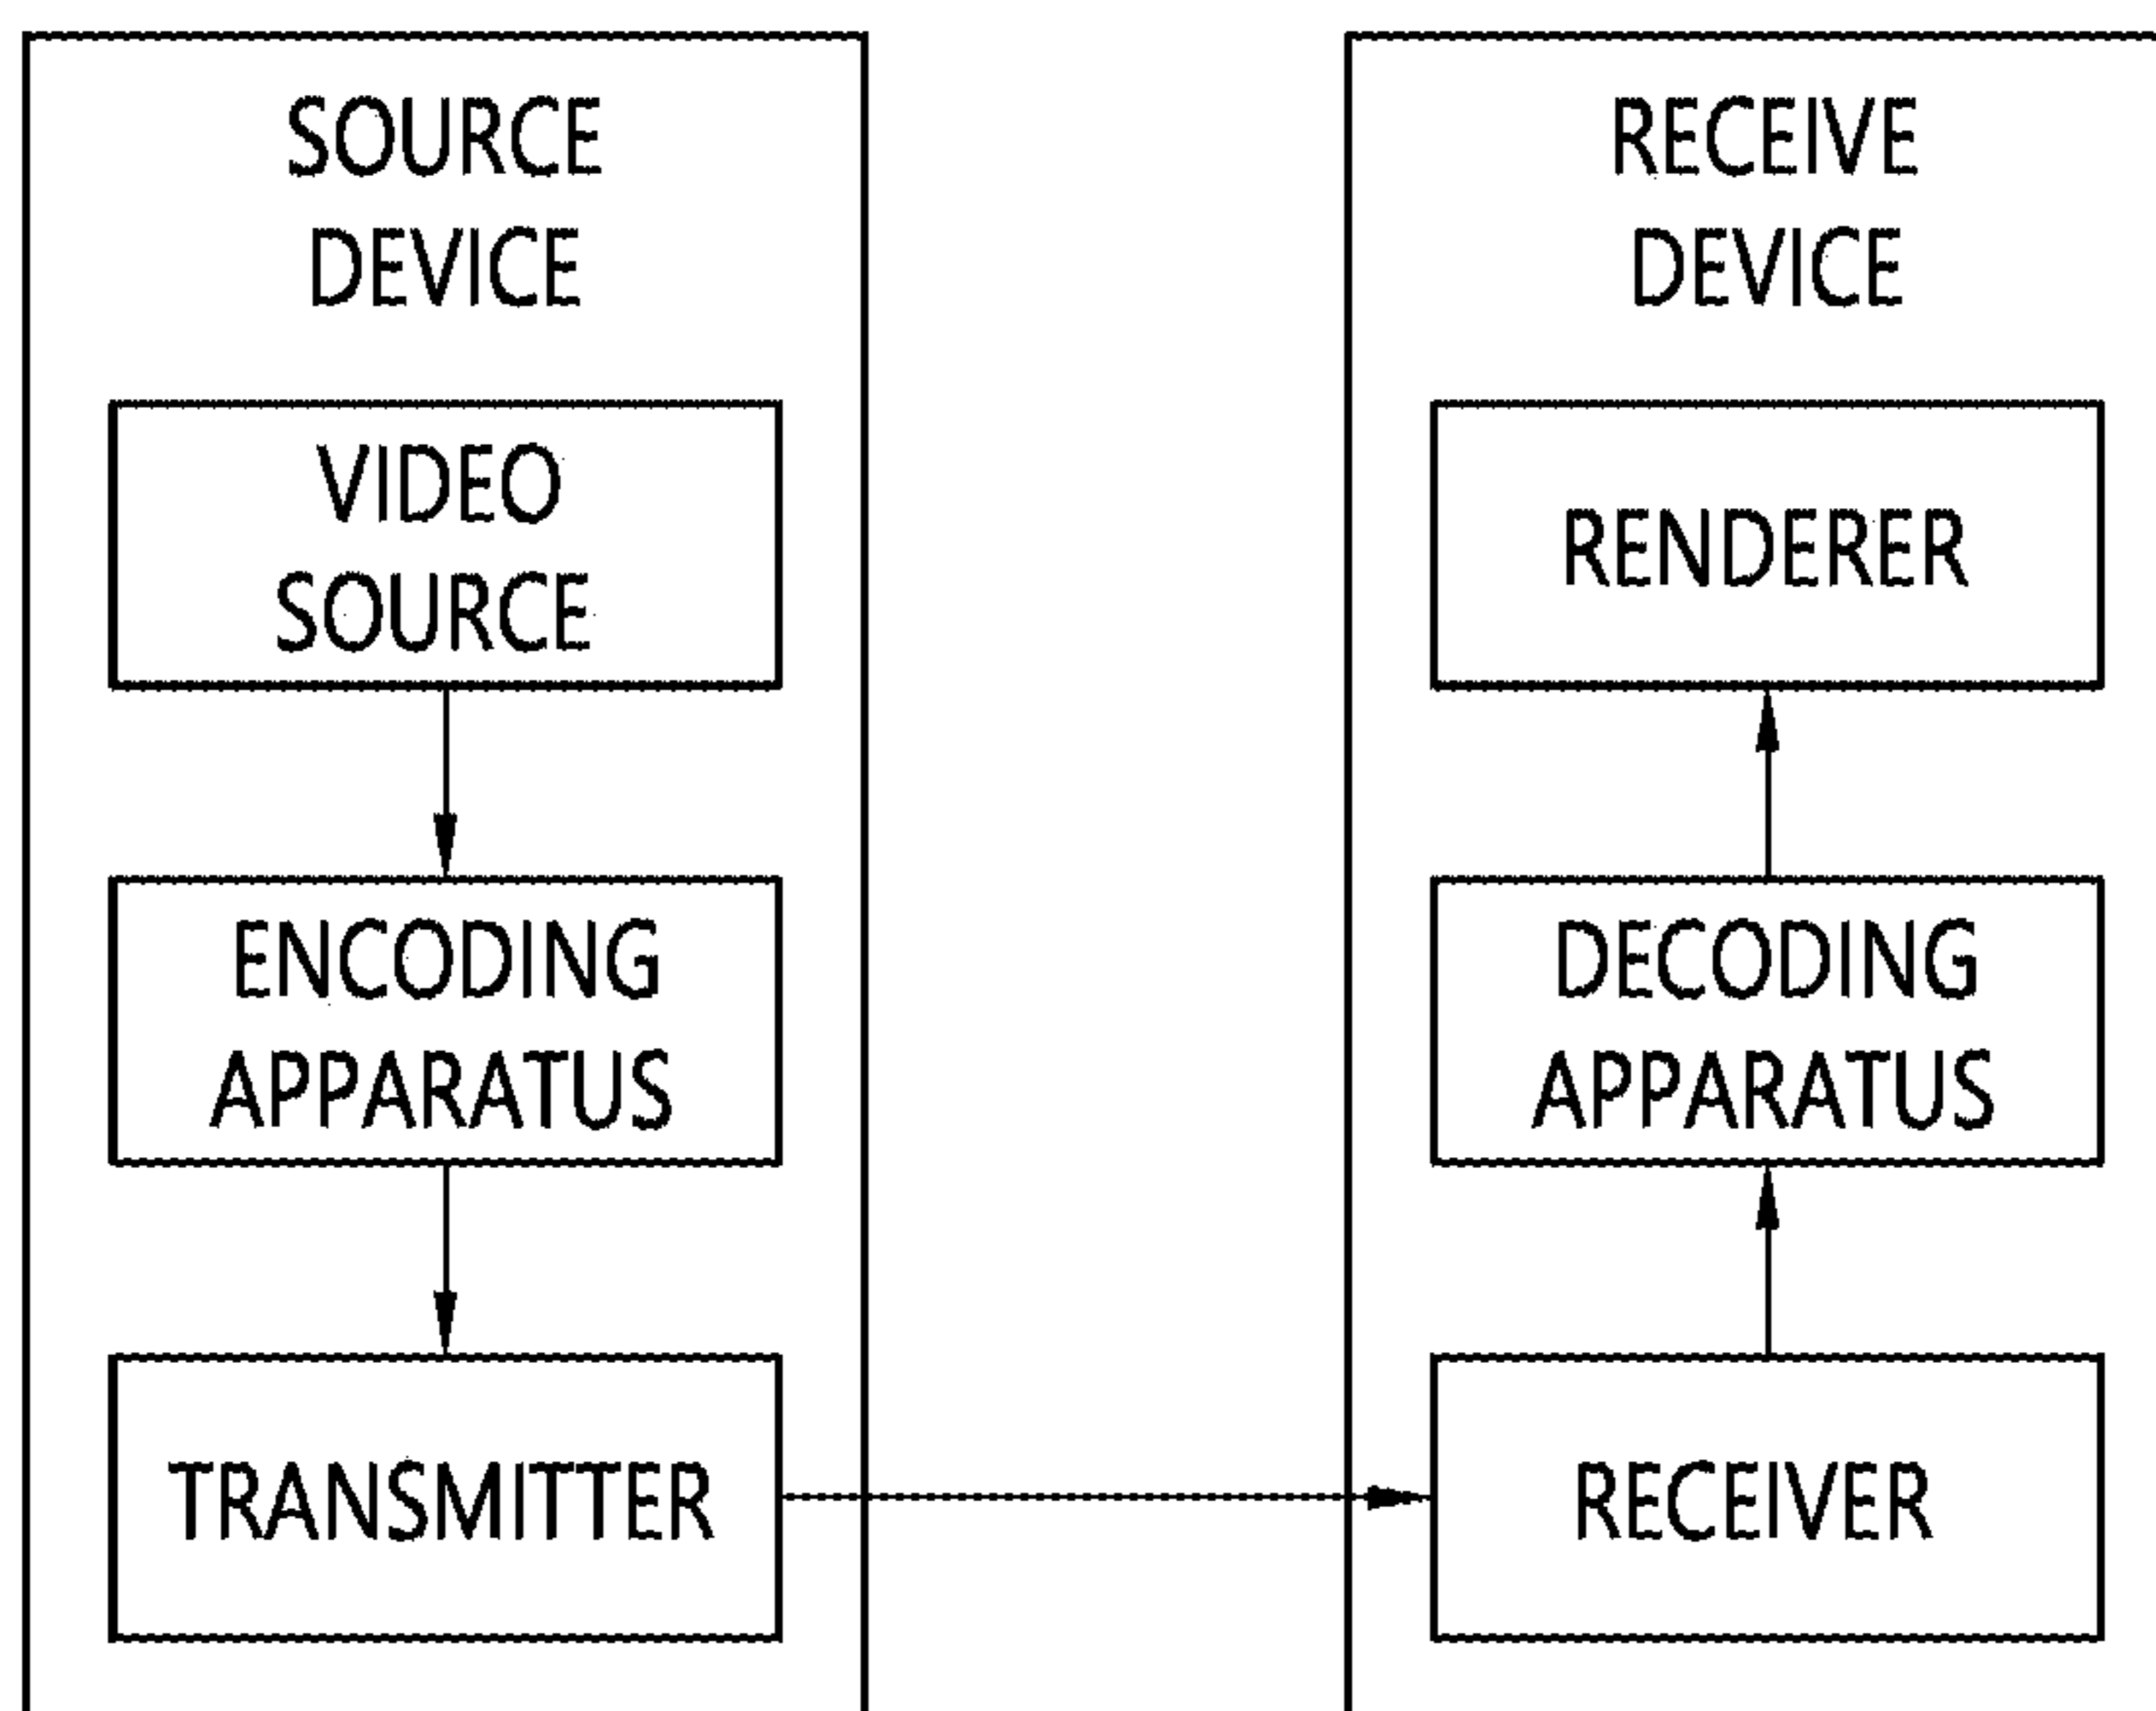 SOURCE
DEVICE
VIDEO
SOURCE
ENCODING
APPARATUS
TRANSMITTER
RECEIVE
DEVICE
RENDERER
DECODING
APPARATUS
RECEIVER